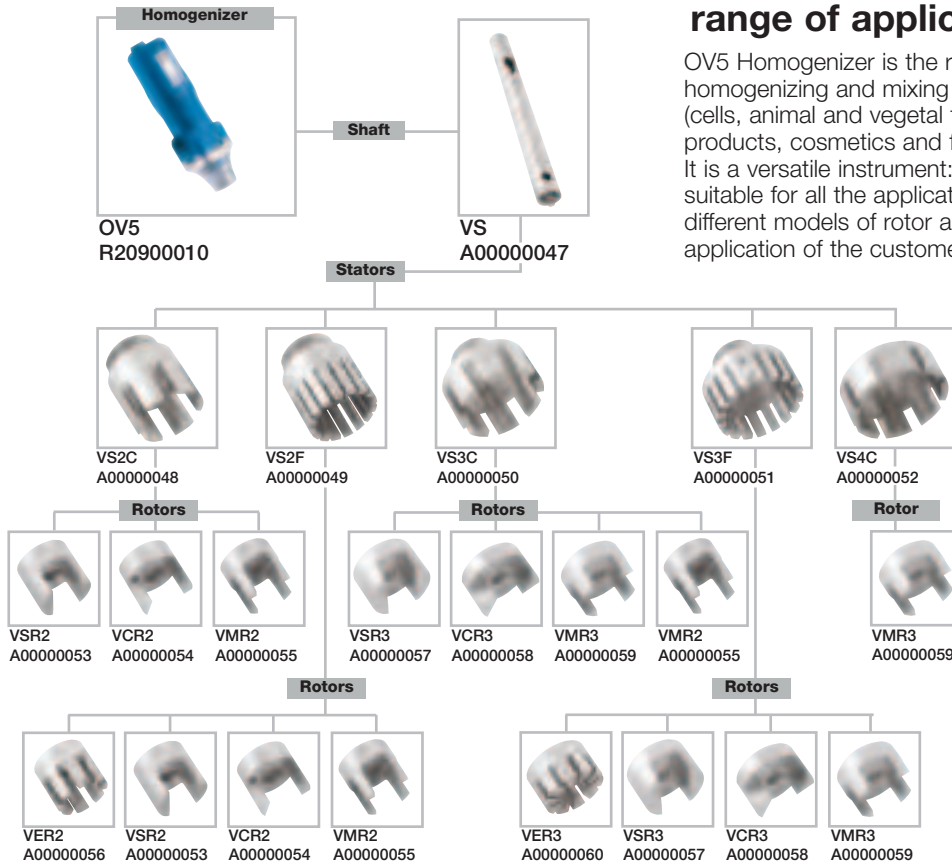 Homogenizer
range of applic
OV5 Homogenizer is the
homogenizing and mixing
(cells, animal and vegetal
products, cosmetics and
It is a versatile instrument:
suitable for all the applicat
different models of rotor a
application of the custome
Shaft
OV5
R20900010
VS
A00000047
Stators
VS2C
A00000048
VS2F
A00000049
VS3C
A00000050
VS3F
A00000051
VS4C
A00000052
Rotors
Rotors
Rotor
VSR2
A00000053
VCR2
A00000054
VMR2
A00000055
VSR3
A00000057
VCR3
A00000058
VMR3
A00000059
VMR2
A00000055
VMR3
A00000059
Rotors
Rotors
VER2
A00000056
VSR2
A00000053
VCR2
A00000054
VMR2
A00000055
VER3
A00000060
VSR3
A00000057
VCR3
A00000058
VMR3
A00000059